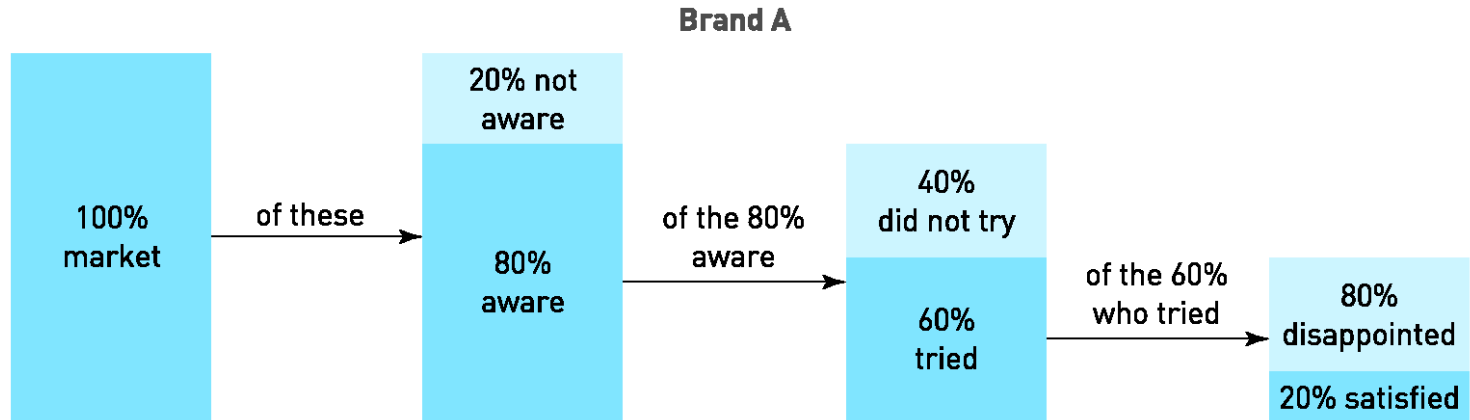 Brand A
100%
market
of these
20% not
aware
80%
aware
of the 80%
aware
40%
did not try
60%
tried
of the 60%
who tried
80%
disappointed
20% satisfied